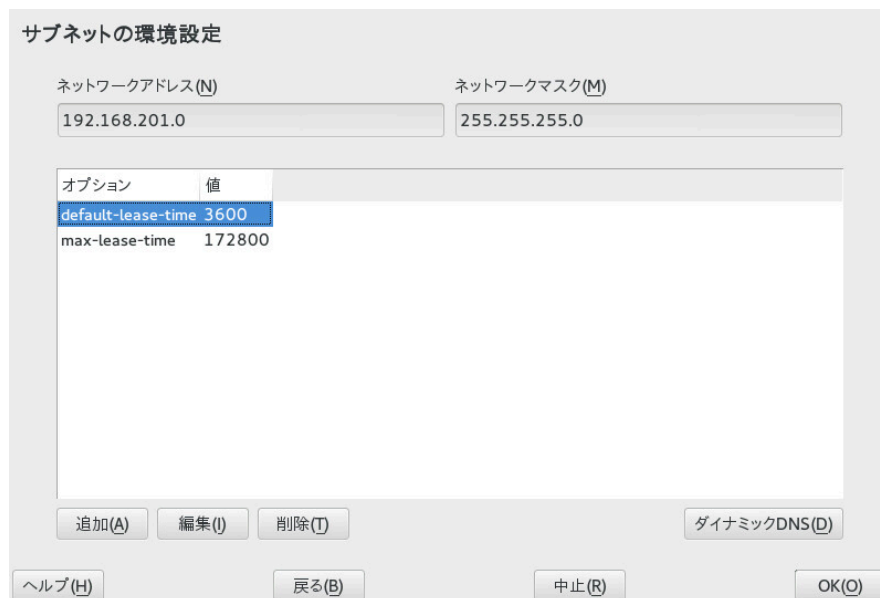 サブネットの環境設定
ネットワークアドレス(N) ネットワークマスク(M)
192.168.201.0 255.255.255.0
オプション 値
default-lease-time 3600
max-lease-time 172800
追加(A) 編集(I) 削除(T) ダイナミックDNS(D)
ヘルプ(H) 戻る(B) 中止(R) OK(O)